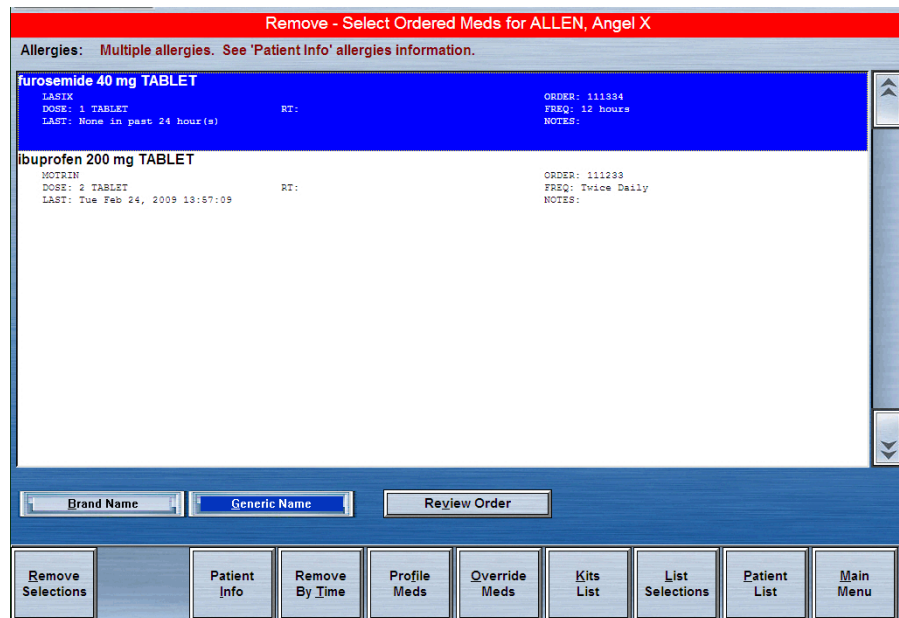 Remove - Select Ordered Meds for ALLEN, Angel X
Allergies: Multiple allergies. See 'Patient Info' allergies information.
furosemide 40 mg TABLET
LASIX ORDER: 111334
DOSE: 1 TABLET RT: FREQ: 12 hours
LAST: None in past 24 hour(s) NOTES:
ibuprofen 200 mg TABLET
MOTRIN ORDER: 111233
DOSE: 2 TABLET RT: FREQ: Twice Daily
LAST: Tue Feb 24, 2009 13:57:09 NOTES:
Brand Name Generic Name Review Order
Remove Patient Remove Profile Override Kits List Patient Main
Selections Info By Time Meds Meds List Selections List Menu